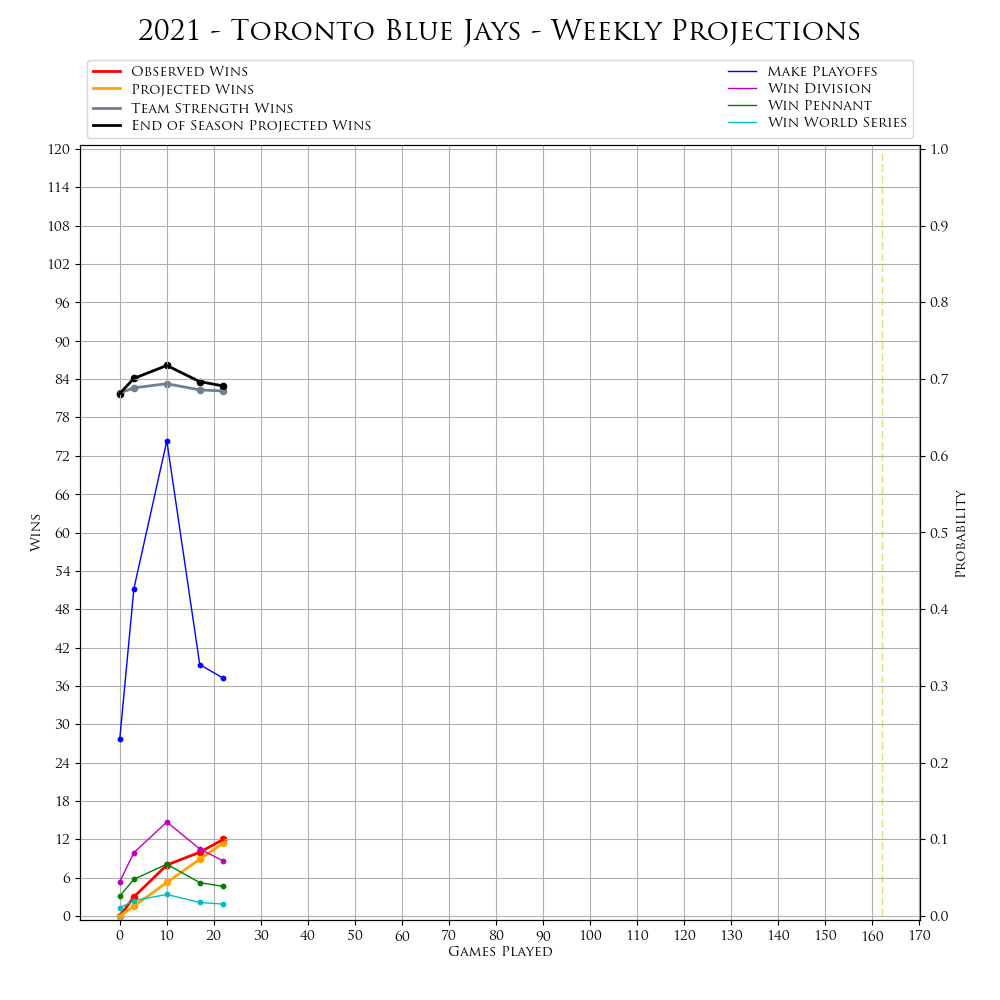 2021 - Toronto Blue Jays - Weekly Projections
Observed Wins
Projected Wins
Team Strength Wins
End of Season Projected Wins
Make Playoffs
Win Division
Win Pennant
Win World Series
120
114
108
102
96
90
84
78
72
66
60
54
48
42
36
30
24
18
12
6
0
Wins
1.0
0.9
0.8
0.7
0.6
0.5
0.4
0.3
0.2
0.1
0.0
Probability
0 10 20 30 40 50 60 70 80 90 100 110 120 130 140 150 160 170
Games Played